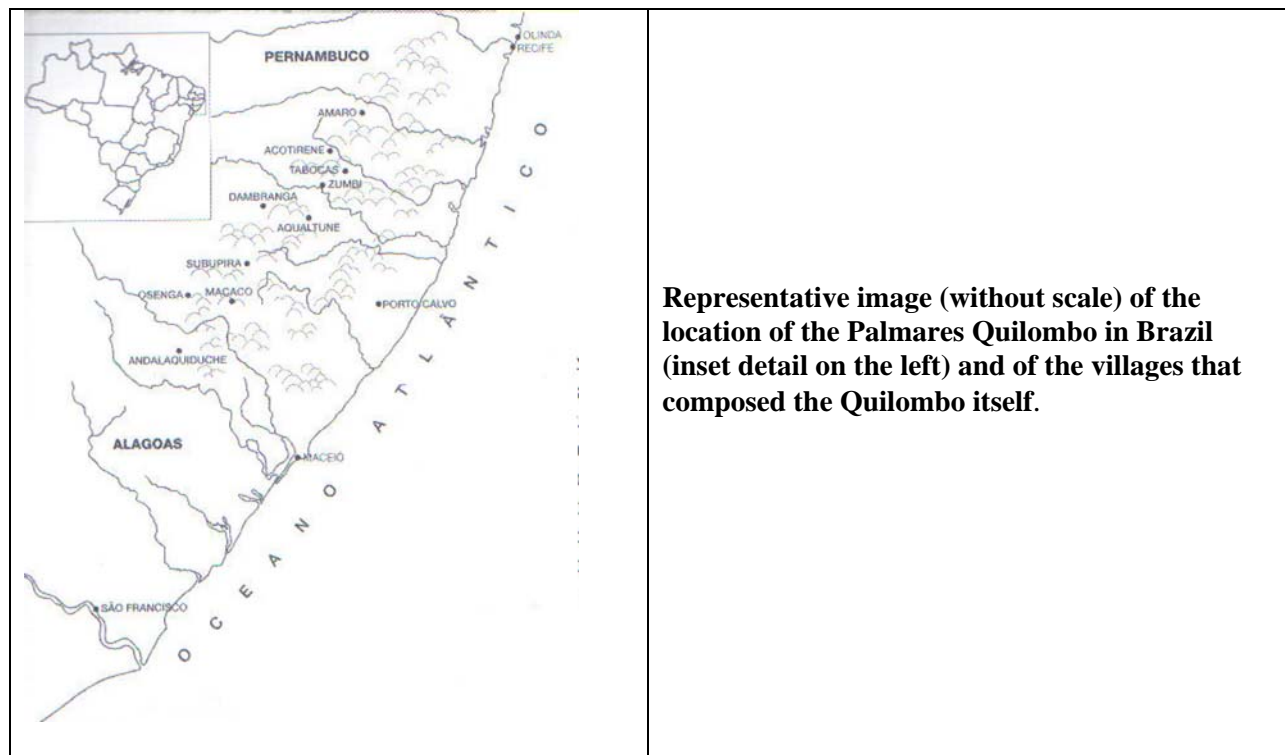 OLINDA
RECIFE
PERNAMBUCO
AMARO
ACOTIRENE
TABOCAS
ZUMBI
DAMBRANGA
AQUALTUNE
SUBUPIRA
OSENGA
MACACO
PORTO CALVO
ANDALAQUIDUCHE
ALAGOAS
MACEIÓ
SÃO FRANCISCO
OCEANO ATLÂNTICO
Representative image (without scale) of the
location of the Palmares Quilombo in Brazil
(inset detail on the left) and of the villages that
composed the Quilombo itself.